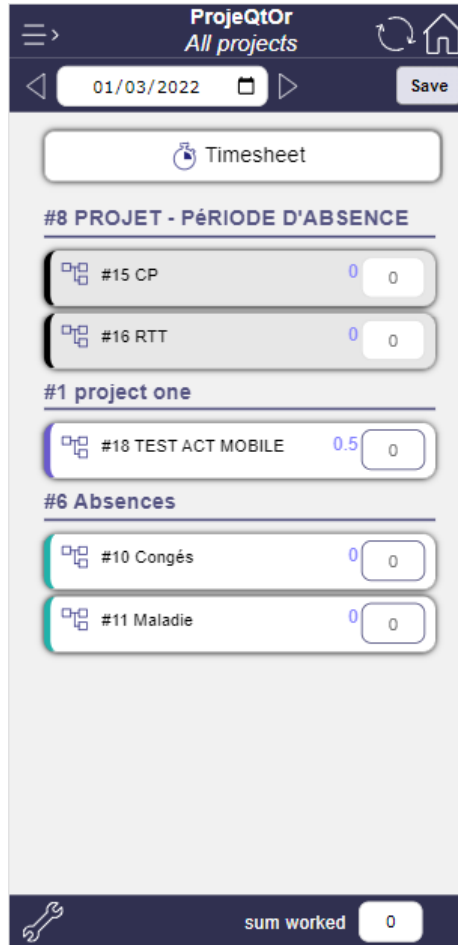 ProjeQtOr
All projects
01/03/2022
Save
Timesheet
#8 PROJET - PéRIODE D'ABSENCE
#15 CP 0 0
#16 RTT 0 0
#1 project one
#18 TEST ACT MOBILE 0.5 0
#6 Absences
#10 Congés 0 0
#11 Maladie 0 0
sum worked 0